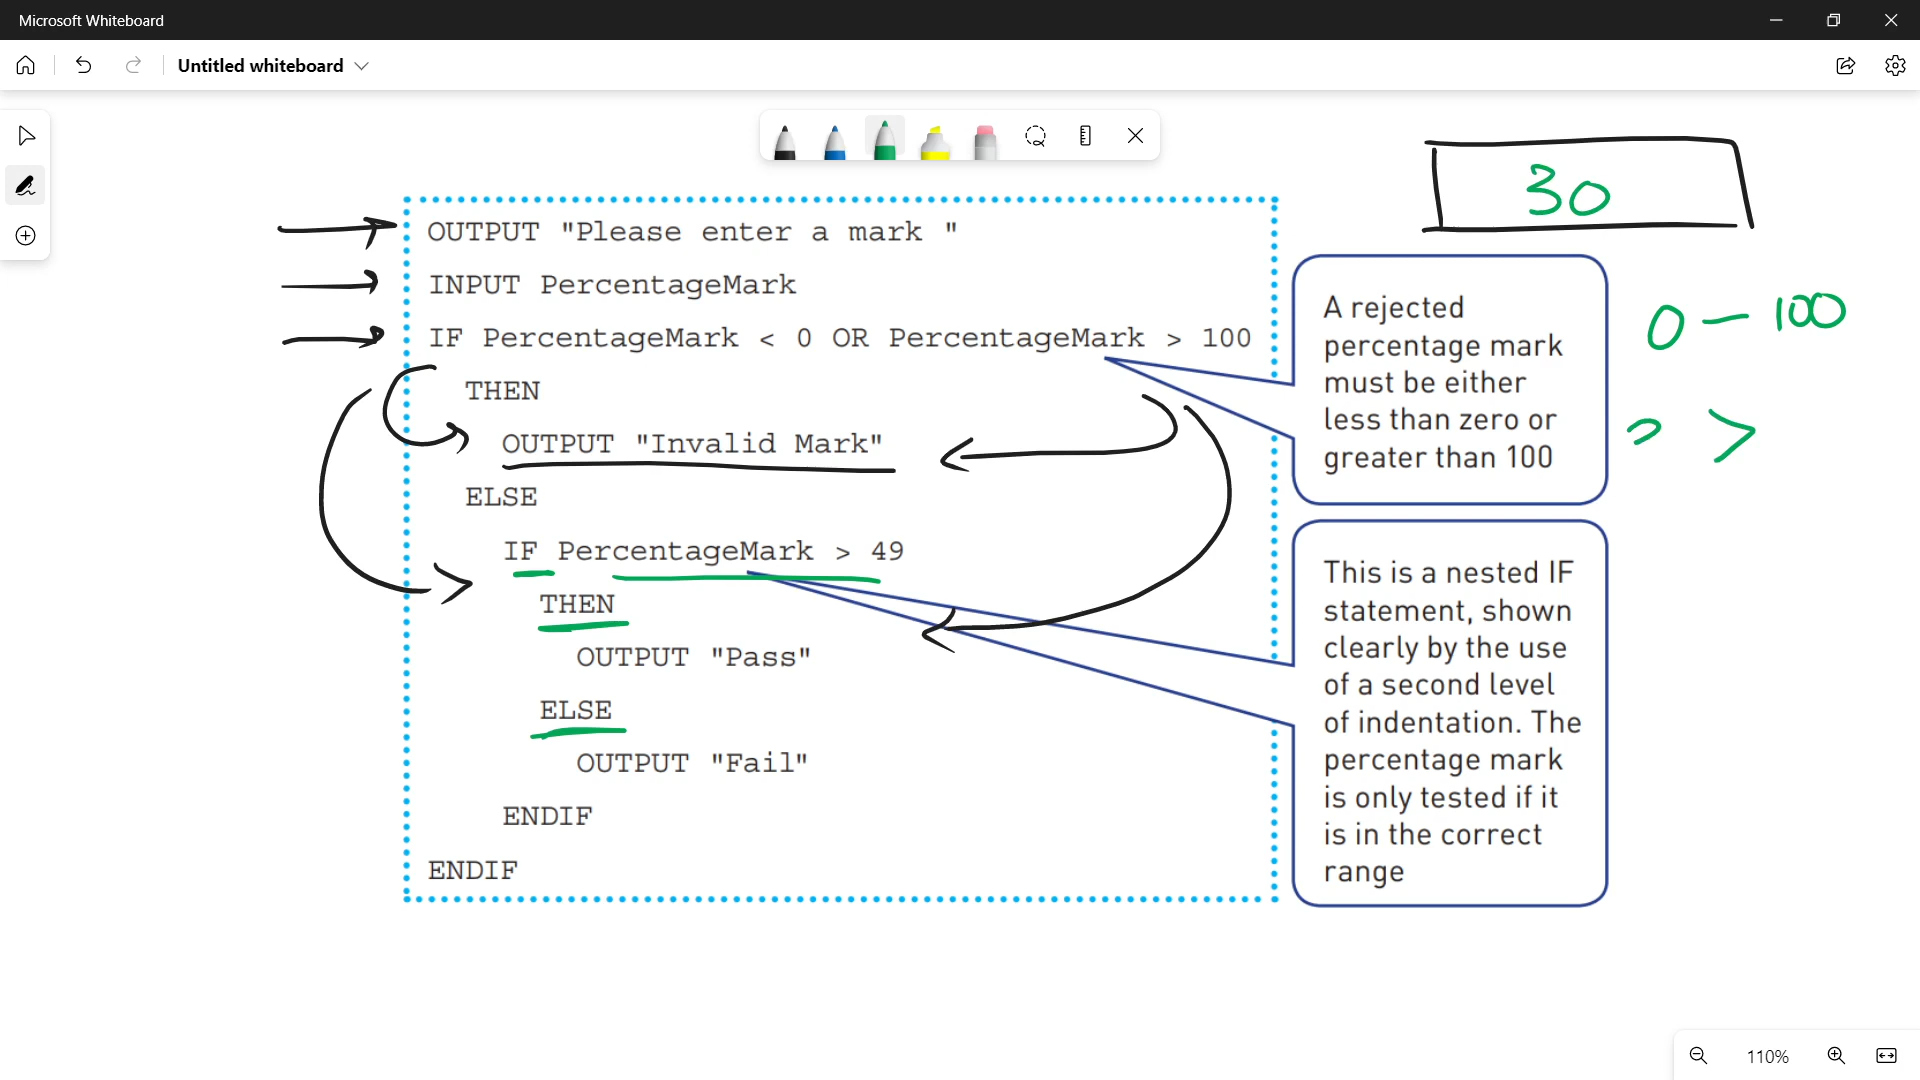 Microsoft Whiteboard
Untitled whiteboard
30
OUTPUT "Please enter a mark "
INPUT PercentageMark
IF PercentageMark < 0 OR PercentageMark > 100
THEN
OUTPUT "Invalid Mark"
ELSE
IF PercentageMark > 49
THEN
OUTPUT "Pass"
ELSE
OUTPUT "Fail"
ENDIF
ENDIF
A rejected
percentage mark
must be either
less than zero or
greater than 100
0 – 100
>
This is a nested IF
statement, shown
clearly by the use
of a second level
of indentation. The
percentage mark
is only tested if it
is in the correct
range
110%